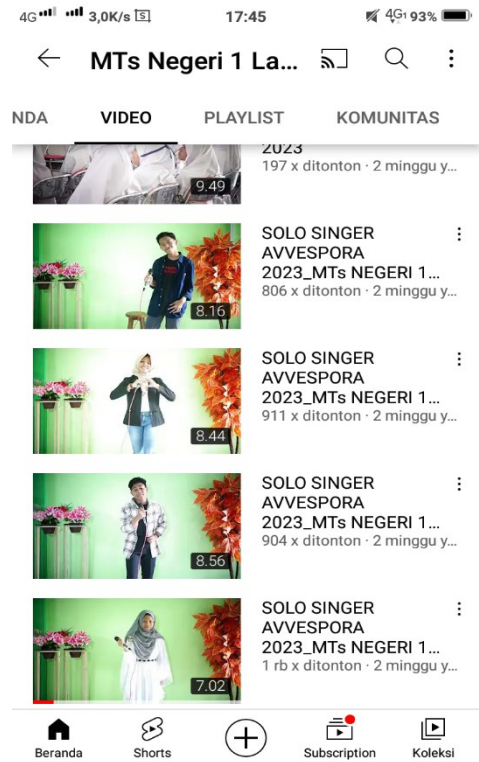 4G 3,0K/s S 17:45 4G1 93%
MTs Negeri 1 La...
NDA VIDEO PLAYLIST KOMUNITAS
2023
197 x ditonton · 2 minggu y...
9.49
SOLO SINGER
AVVESPORA
2023_MTs NEGERI 1...
806 x ditonton · 2 minggu y...
8.16
SOLO SINGER
AVVESPORA
2023_MTs NEGERI 1...
911 x ditonton · 2 minggu y...
8.44
SOLO SINGER
AVVESPORA
2023_MTs NEGERI 1...
904 x ditonton · 2 minggu y...
8.56
SOLO SINGER
AVVESPORA
2023_MTs NEGERI 1...
1 rb x ditonton · 2 minggu y...
7.02
Beranda Shorts Subscription Koleksi